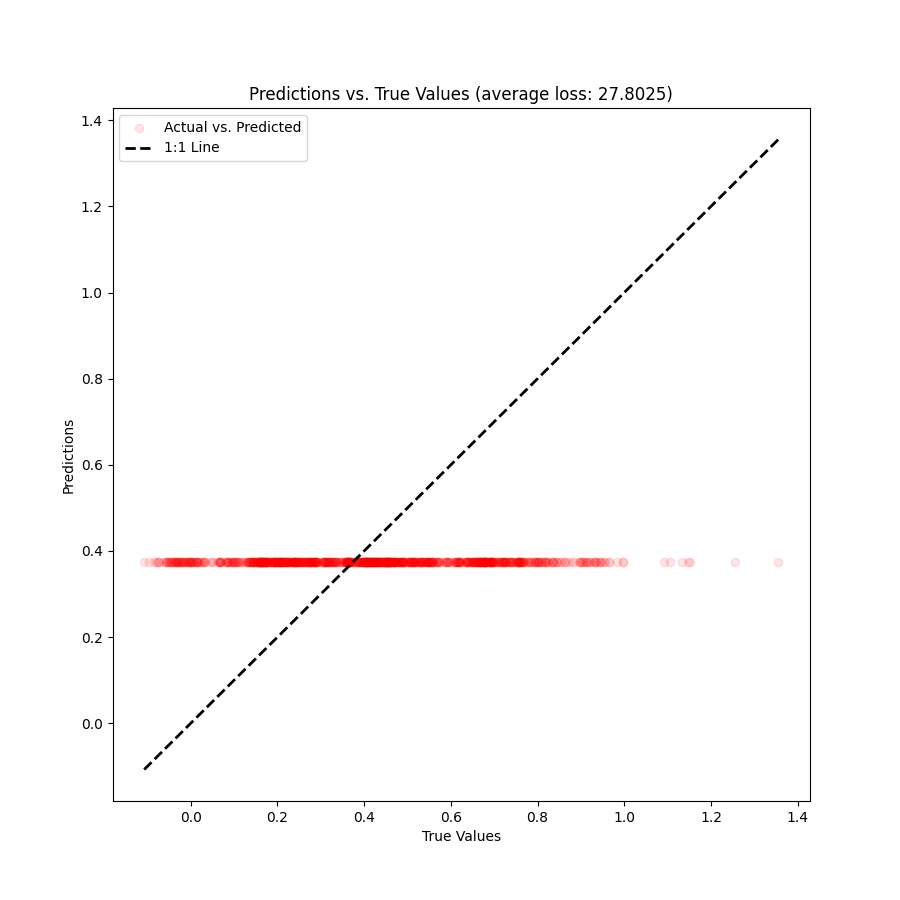 Predictions vs. True Values (average loss: 27.8025)
Actual vs. Predicted
1:1 Line
1.4
1.2
1.0
0.8
0.6
0.4
0.2
0.0
Predictions
0.0 0.2 0.4 0.6 0.8 1.0 1.2 1.4
True Values